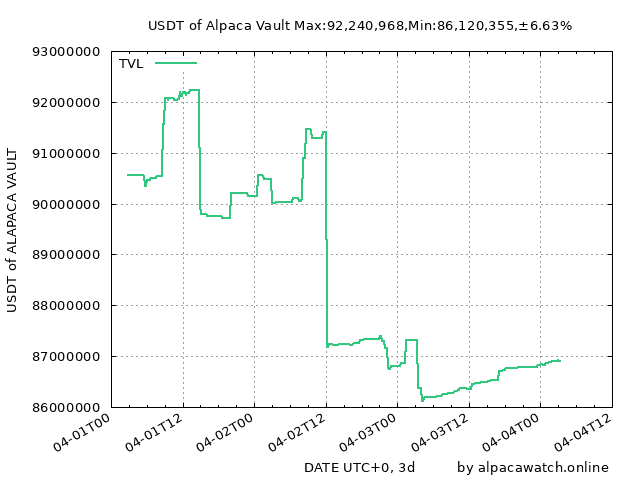 USDT of Alpaca Vault Max:92,240,968,Min:86,120,355,±6.63%
TVL
93000000
92000000
91000000
90000000
89000000
88000000
87000000
86000000
USDT of ALAPACA VAULT
04-01T00
04-01T12
04-02T00
04-02T12
04-03T00
04-03T12
04-04T00
04-04T12
DATE UTC+0, 3d
by alpacawatch.online